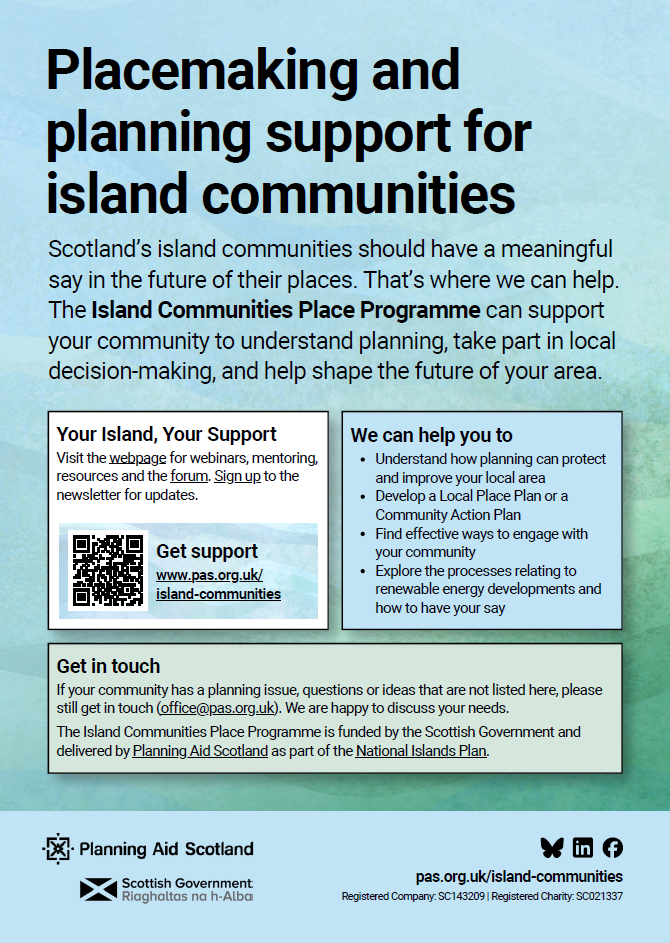 Placemaking and
planning support for
island communities
Scotland’s island communities should have a meaningful
say in the future of their places. That’s where we can help.
The Island Communities Place Programme can support
your community to understand planning, take part in local
decision-making, and help shape the future of your area.
Your Island, Your Support
Visit the webpage for webinars, mentoring,
resources and the forum. Sign up to the
newsletter for updates.
Get support
www.pas.org.uk/
island-communities
We can help you to
• Understand how planning can protect
and improve your local area
• Develop a Local Place Plan or a
Community Action Plan
• Find effective ways to engage with
your community
• Explore the processes relating to
renewable energy developments and
how to have your say
Get in touch
If your community has a planning issue, questions or ideas that are not listed here, please
still get in touch (office@pas.org.uk). We are happy to discuss your needs.
The Island Communities Place Programme is funded by the Scottish Government and
delivered by Planning Aid Scotland as part of the National Islands Plan.
Planning Aid Scotland
Scottish Government
Riaghaltas na h-Alba
pas.org.uk/island-communities
Registered Company: SC143209 | Registered Charity: SC021337